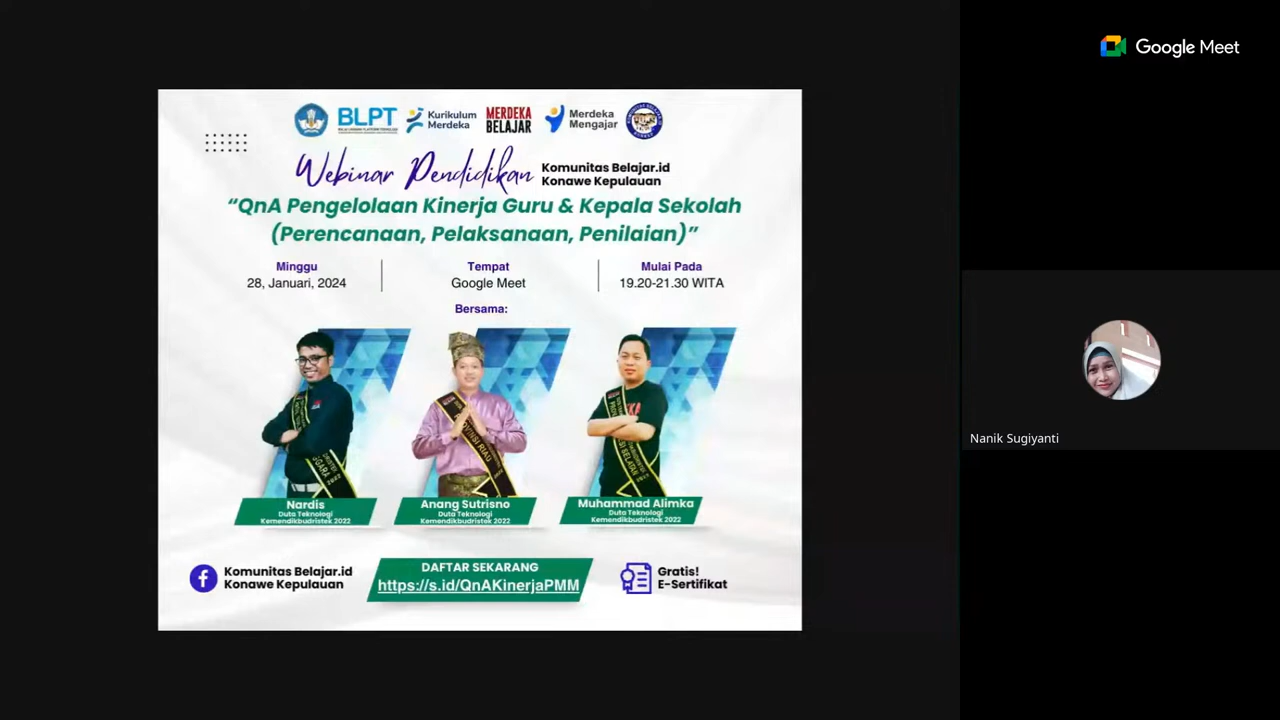 Google Meet
BLPT
Kurikulum
Merdeka
MERDEKA
BELAJAR
Merdeka
Mengajar
Webinar Pendidikan
Komunitas Belajar.id
Konawe Kepulauan
“QnA Pengelolaan Kinerja Guru & Kepala Sekolah
(Perencanaan, Pelaksanaan, Penilaian)”
Minggu
28, Januari, 2024
Tempat
Google Meet
Mulai Pada
19.20-21.30 WITA
Bersama:
PROVINSI RIAU
Nardis
Duta Teknologi
Kemendikbudristek 2022
Anang Sutrisno
Duta Teknologi
Kemendikbudristek 2022
Muhammad Alimka
Duta Teknologi
Kemendikbudristek 2022
Komunitas Belajar.id
Konawe Kepulauan
DAFTAR SEKARANG
https://s.id/QnAKinerjaPMM
Gratis!
E-Sertifikat
Nanik Sugiyanti